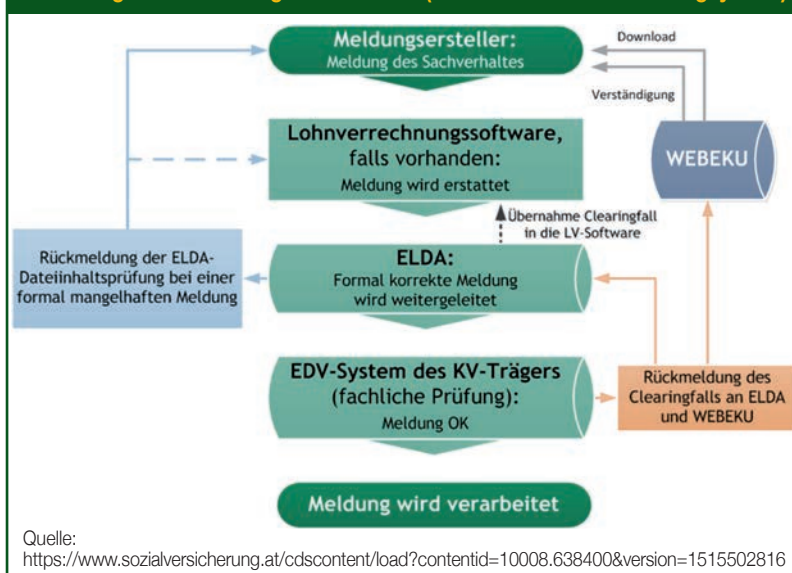 Meldungsersteller:
Meldung des Sachverhaltes
Download
Verständigung
Lohnverrechnungssoftware,
falls vorhanden:
Meldung wird erstattet
WEBEKU
Übernahme Clearingfall
in die LV-Software
Rückmeldung der ELDA-
Dateiinhaltsprüfung bei einer
formal mangelhaften Meldung
ELDA:
Formal korrekte Meldung
wird weitergeleitet
EDV-System des KV-Trägers
(fachliche Prüfung):
Meldung OK
Rückmeldung des
Clearingfalls an ELDA
und WEBEKU
Meldung wird verarbeitet
Quelle:
https://www.sozialversicherung.at/cdscontent/load?contentid=10008.638400&version=1515502816